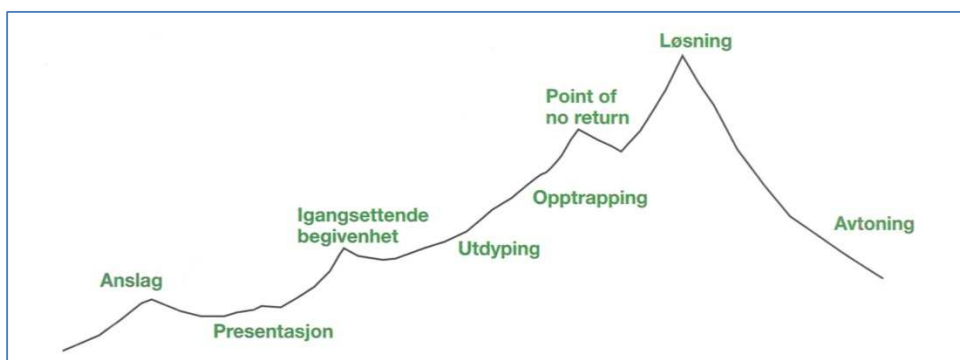 Anslag
Presentasjon
Igangsettende
begivenhet
Utdyping
Opptrapping
Point of
no return
Løsning
Avtoning